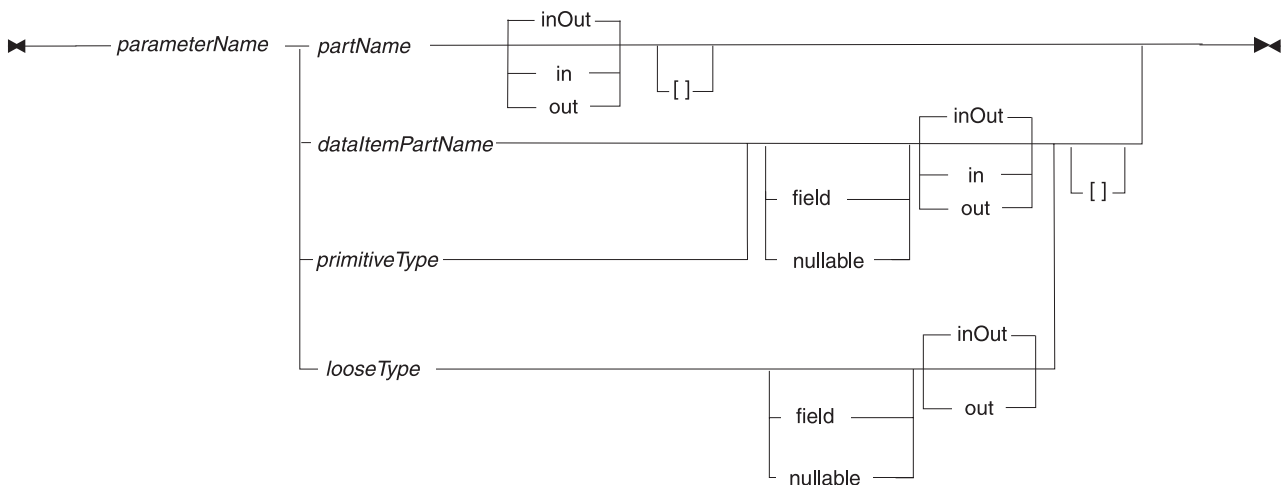 inOut
parameterName partName
in
[ ]
out
inOut
dataItemPartName
in
field
[ ]
out
primitiveType
nullable
inOut
looseType
out
field
nullable